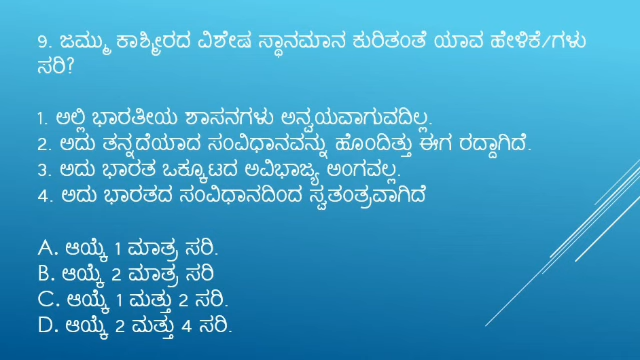 9. ಜಮ್ಮು ಕಾಶ್ಮೀರದ ವಿಶೇಷ ಸ್ಥಾನಮಾನ ಕುರಿತಂತೆ ಯಾವ ಹೇಳಿಕೆ/ಗಳು
ಸರಿ?
1. ಅಲ್ಲಿ ಭಾರತೀಯ ಶಾಸನಗಳು ಅನ್ವಯವಾಗುವದಿಲ್ಲ.
2. ಅದು ತನ್ನದೆಯಾದ ಸಂವಿಧಾನವನ್ನು ಹೊಂದಿತ್ತು ಈಗ ರದ್ದಾಗಿದೆ.
3. ಅದು ಭಾರತ ಒಕ್ಕೂಟದ ಅವಿಭಾಜ್ಯ ಅಂಗವಲ್ಲ.
4. ಅದು ಭಾರತದ ಸಂವಿಧಾನದಿಂದ ಸ್ವತಂತ್ರವಾಗಿದೆ
A. ಆಯ್ಕೆ 1 ಮಾತ್ರ ಸರಿ.
B. ಆಯ್ಕೆ 2 ಮಾತ್ರ ಸರಿ
C. ಆಯ್ಕೆ 1 ಮತ್ತು 2 ಸರಿ.
D. ಆಯ್ಕೆ 2 ಮತ್ತು 4 ಸರಿ.